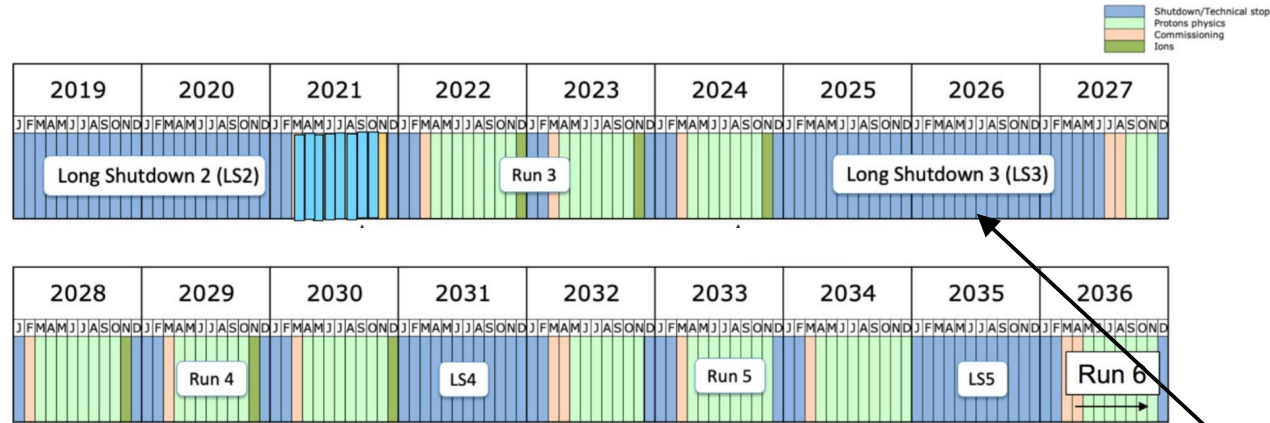 Shutdown/Technical stop
Protons physics
Commissioning
Ions
2019 2020 2021 2022 2023 2024 2025 2026 2027
J F M A M J J A S O N D J F M A M J J A S O N D J F M A M J J A S O N D J F M A M J J A S O N D J F M A M J J A S O N D J F M A M J J A S O N D J F M A M J J A S O N D J F M A M J J A S O N D J F M A M J J A S O N D
Long Shutdown 2 (LS2) Run 3 Long Shutdown 3 (LS3)
2028 2029 2030 2031 2032 2033 2034 2035 2036
J F M A M J J A S O N D J F M A M J J A S O N D J F M A M J J A S O N D J F M A M J J A S O N D J F M A M J J A S O N D J F M A M J J A S O N D J F M A M J J A S O N D J F M A M J J A S O N D J F M A M J J A S O N D
Run 4 LS4 Run 5 LS5 Run 6